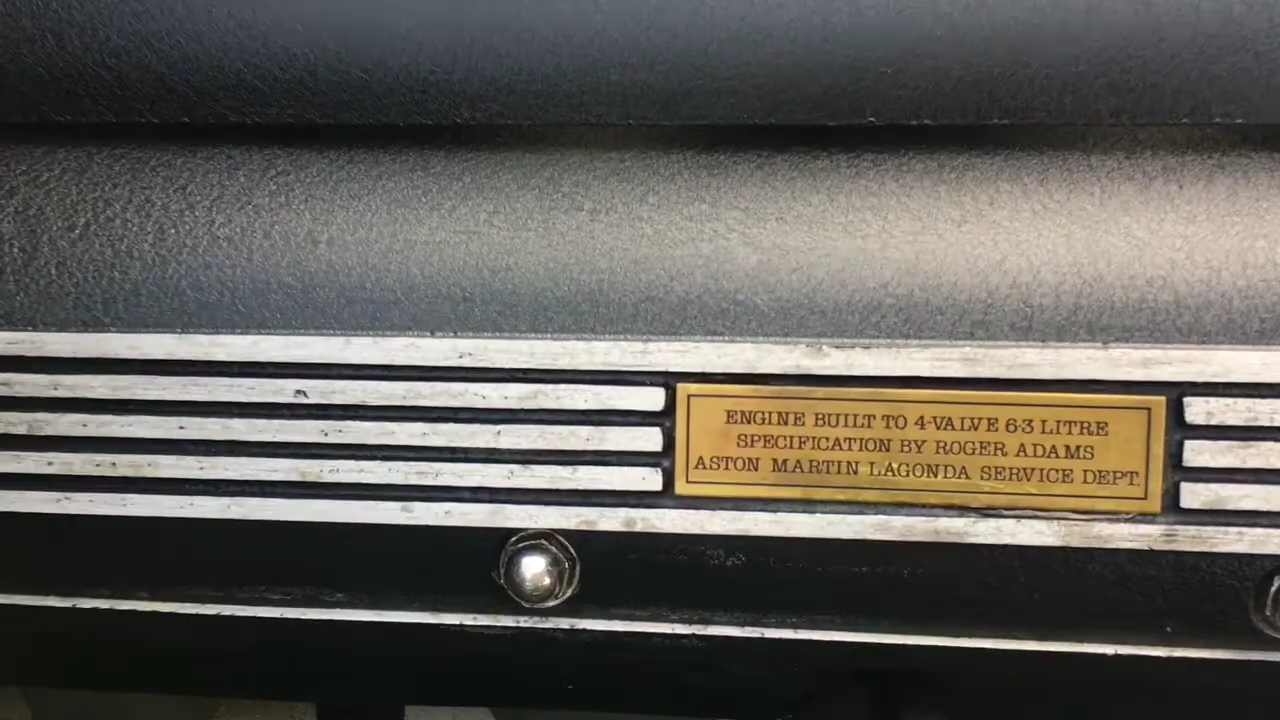 ENGINE BUILT TO 4-VALVE 6·3 LITRE
SPECIFICATION BY ROGER ADAMS
ASTON MARTIN LAGONDA SERVICE DEPT.